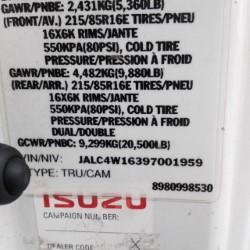 GAWR/PNBE: 2,431KG(5,360LB)
(FRONT/AV.) 215/85R16E TIRES/PNEU
16X6K RIMS/JANTE
550KPA(80PSI), COLD TIRE
PRESSURE/PRESSION À FROID
GAWR/PNBE: 4,482KG(9,880LB)
(REAR/ARR.) 215/85R16E TIRES/PNEU
16X6K RIMS/JANTE
550KPA(80PSI), COLD TIRE
PRESSURE/PRESSION À FROID
DUAL/DOUBLE
GCWR/PNBC: 9,299KG(20,500LB)
IN/NIV: JALC4W16397001959
TYPE: TRU/CAM
8980998530
ISUZU
CAMPAIGN NUMBER:
DEALER CODE